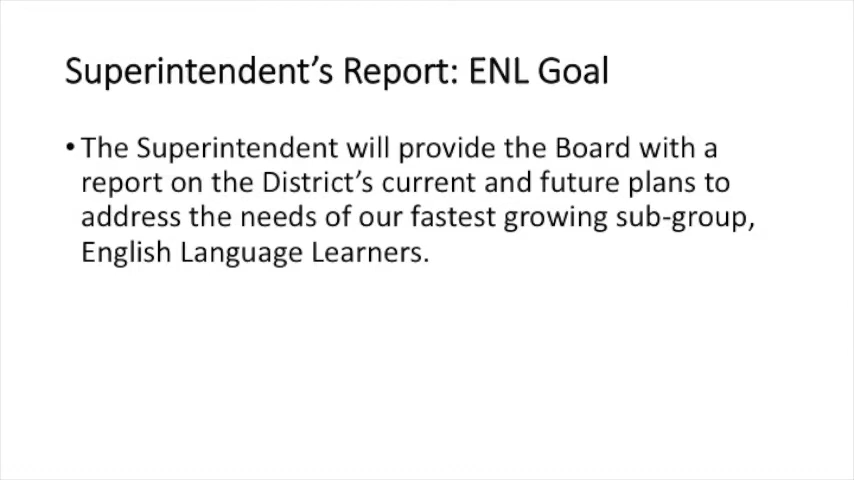 Superintendent’s Report: ENL Goal
• The Superintendent will provide the Board with a
report on the District’s current and future plans to
address the needs of our fastest growing sub-group,
English Language Learners.